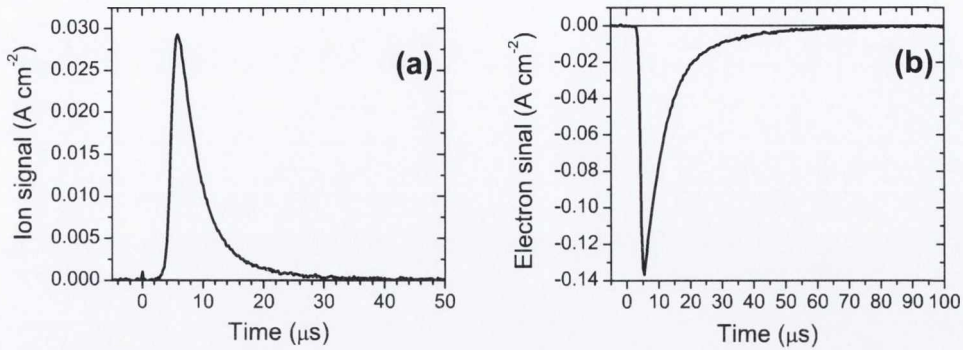 0.030
0.025
0.020
0.015
0.010
0.005
0.000
Ion signal (A cm⁻²)
(a)
0 10 20 30 40 50
Time (μs)
0.00
-0.02
-0.04
-0.06
-0.08
-0.10
-0.12
-0.14
Electron sinal (A cm⁻²)
(b)
0 10 20 30 40 50 60 70 80 90 100
Time (μs)